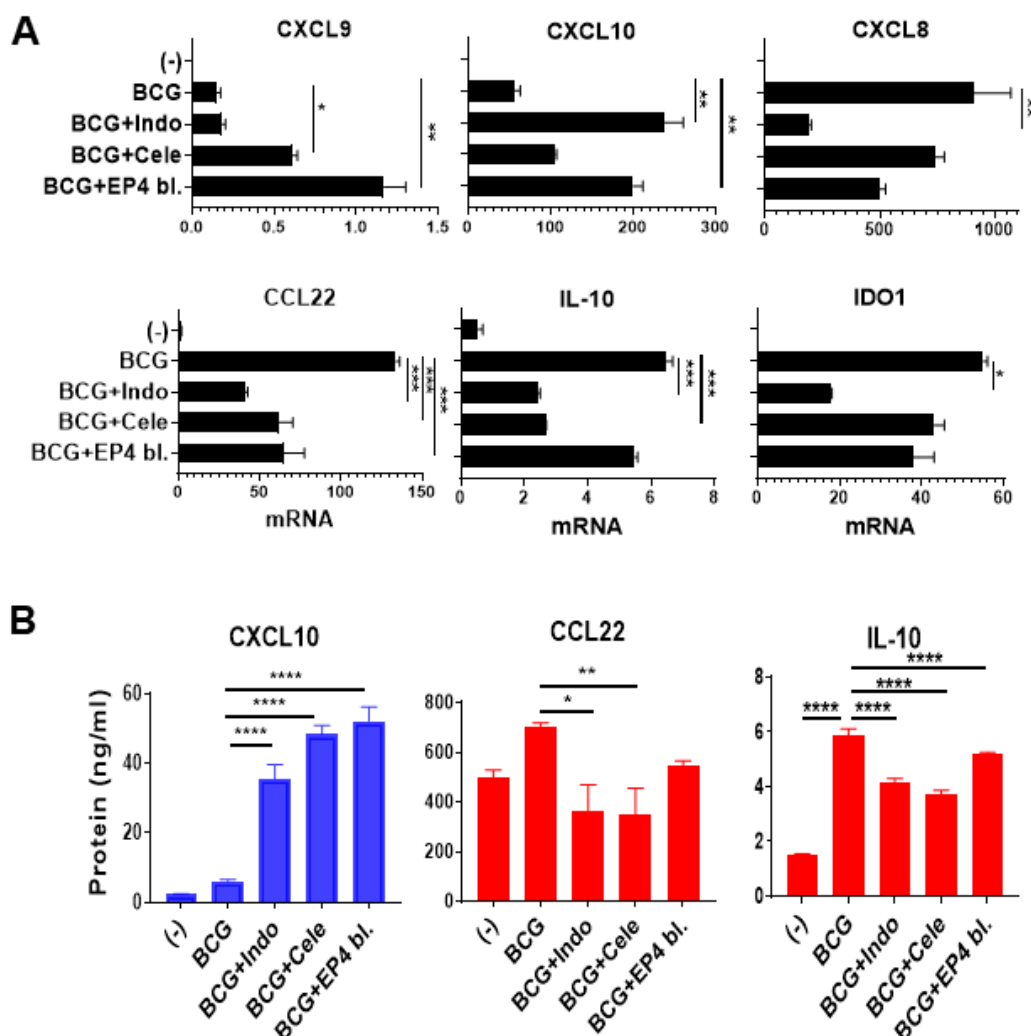 A
CXCL9 CXCL10 CXCL8
(-)
BCG
BCG+Indo
BCG+Cele
BCG+EP4 bl.
* ** ** ** **
0.0 0.5 1.0 1.5 0 100 200 300 0 500 1000
CCL22 IL-10 IDO1
(-)
BCG
BCG+Indo
BCG+Cele
BCG+EP4 bl.
*** *** *** *** *** *
0 50 100 150 0 2 4 6 8 0 20 40 60
mRNA mRNA mRNA
B
CXCL10 CCL22 IL-10
Protein (ng/ml)
60
40
20
0
**** **** ****
(-) BCG BCG+Indo BCG+Cele BCG+EP4 bl.
800
600
400
200
0
** *
(-) BCG BCG+Indo BCG+Cele BCG+EP4 bl.
8
6
4
2
0
**** **** **** ****
(-) BCG BCG+Indo BCG+Cele BCG+EP4 bl.